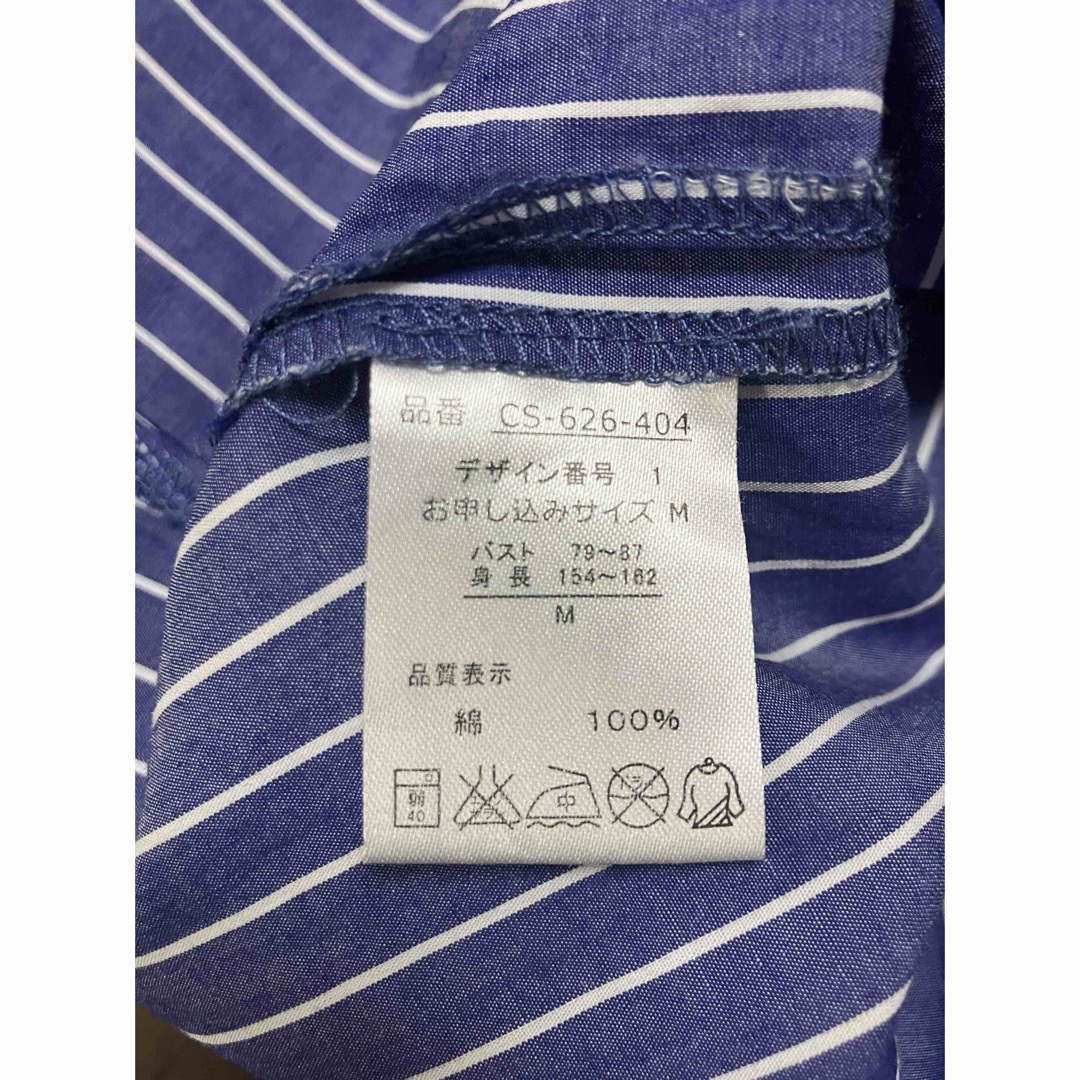 品番 CS-626-404
デザイン番号 1
お申し込みサイズ M
バスト 79〜87
身長 154〜162
M
品質表示
綿 100%
弱 中
40